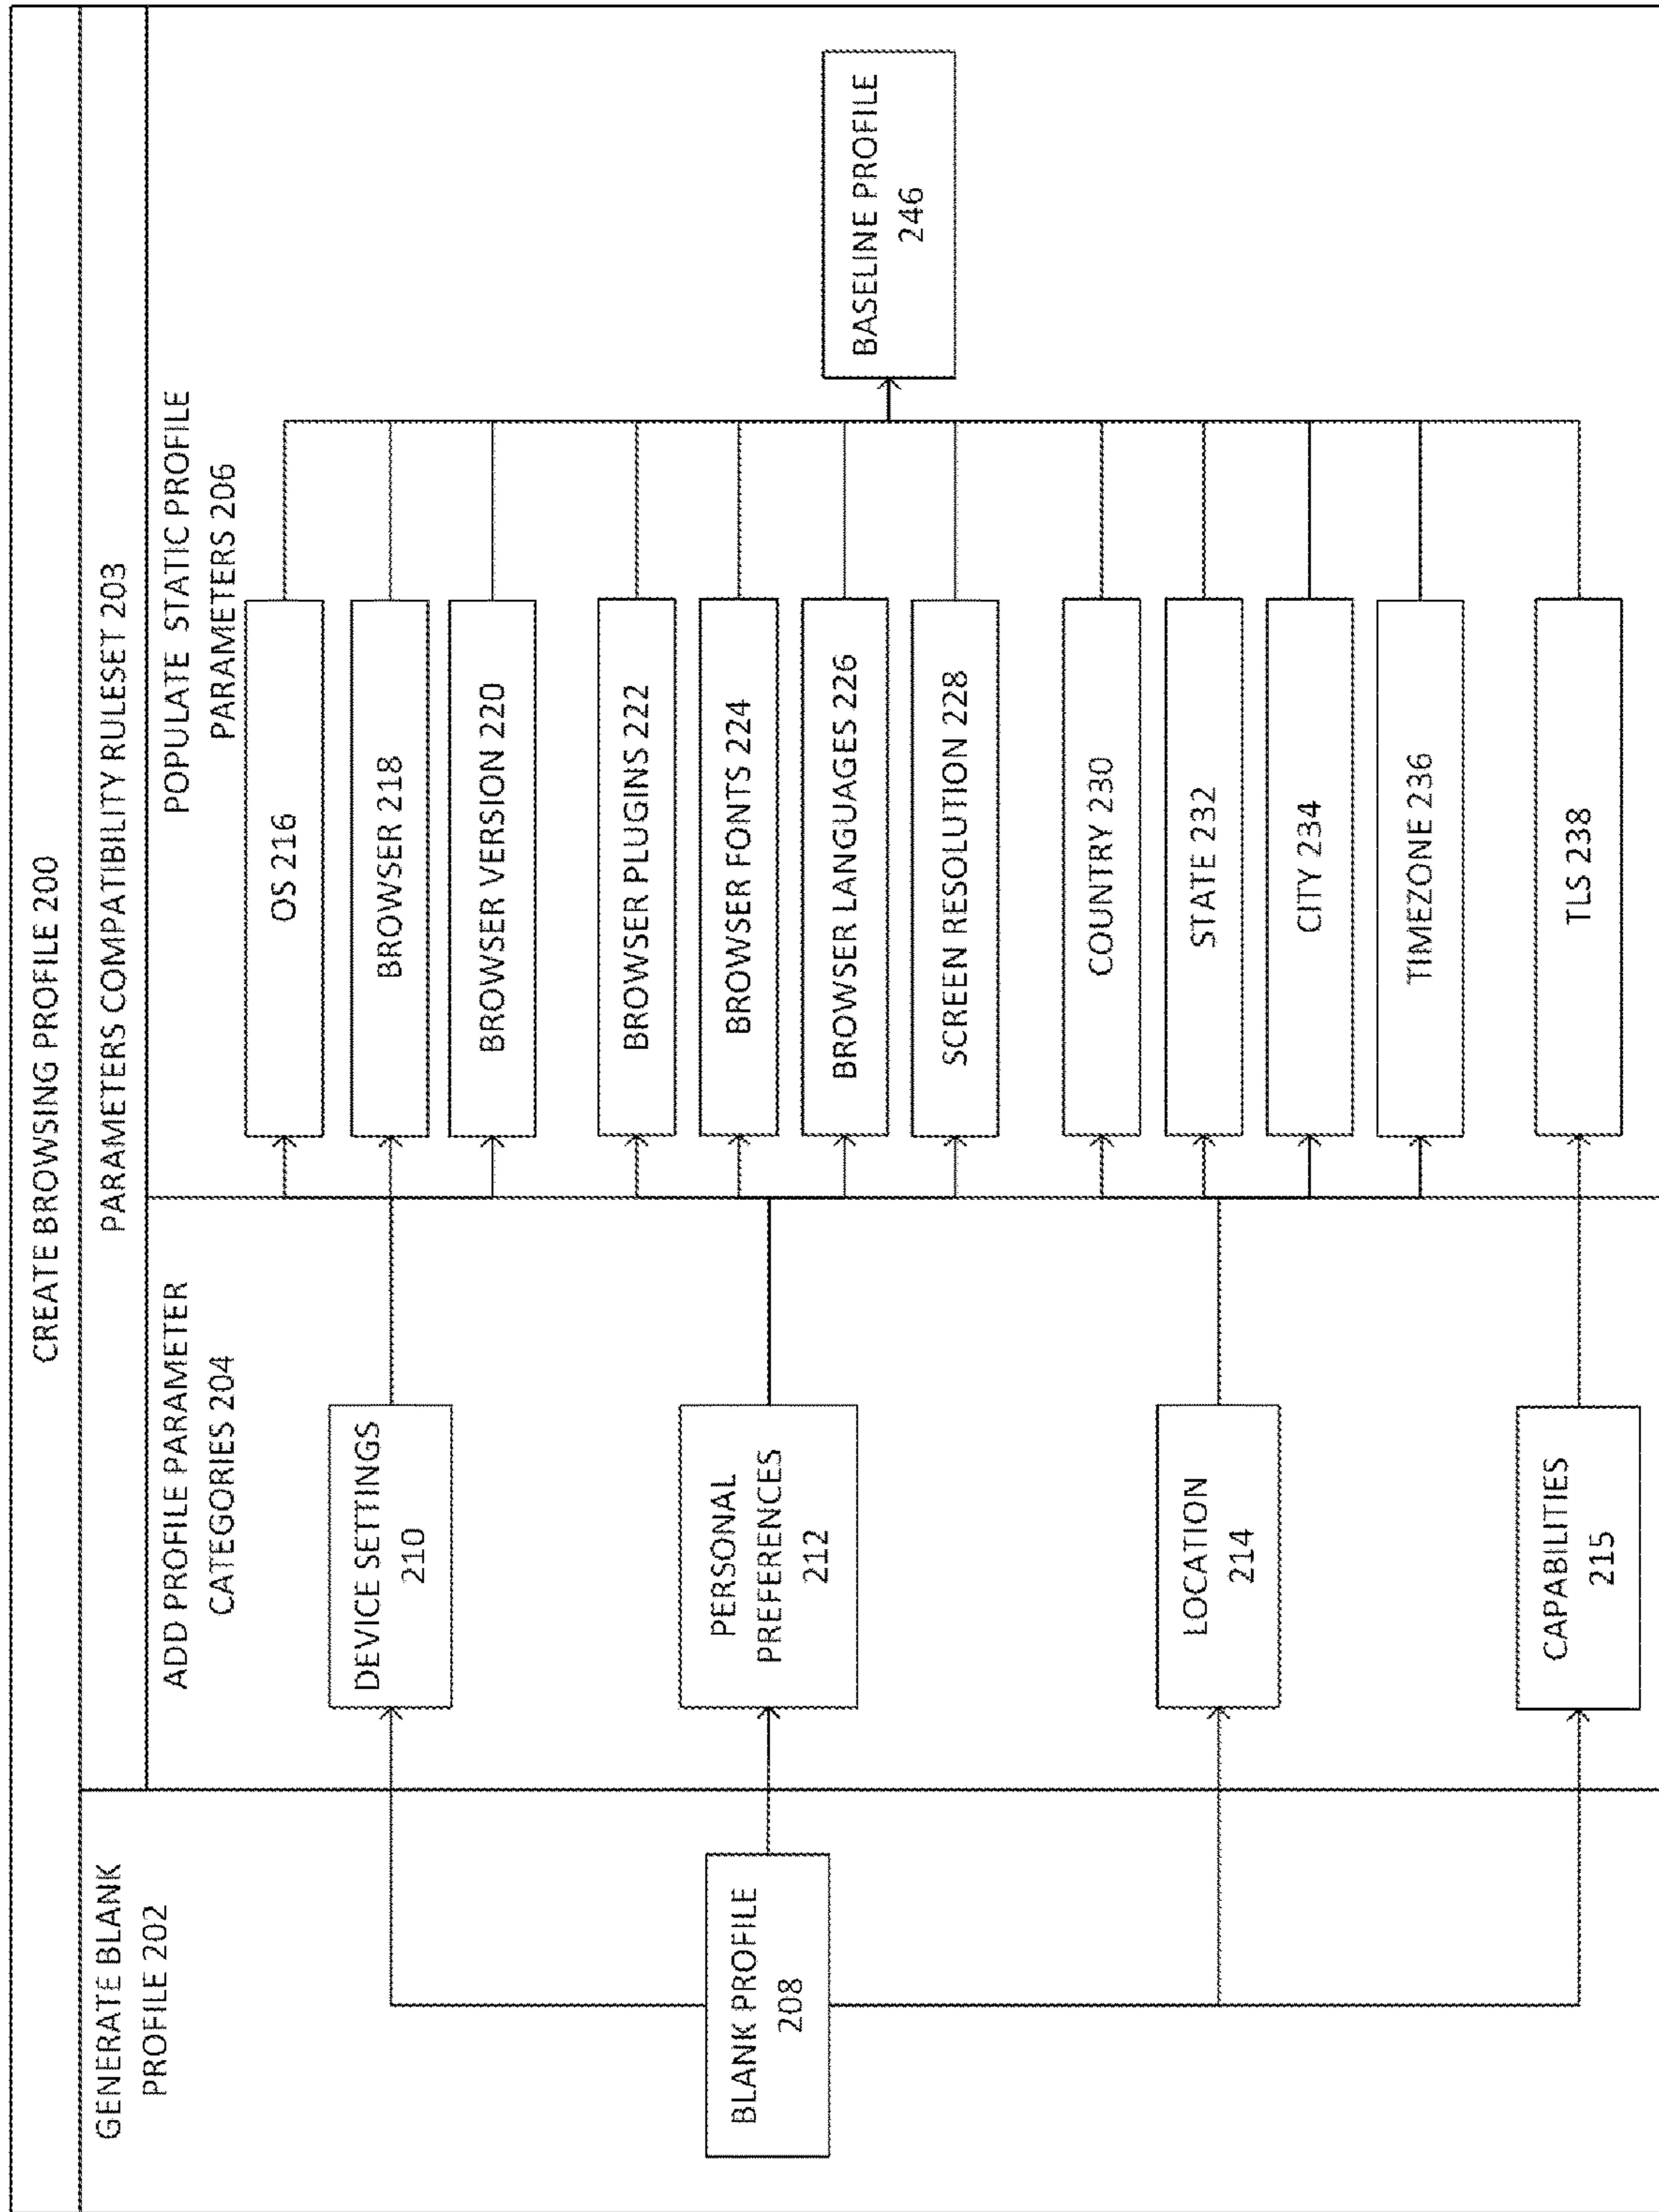 CREATE BROWSING PROFILE 200
GENERATE BLANK
PROFILE 202
PARAMETERS COMPATIBILITY RULESET 203
ADD PROFILE PARAMETER
CATEGORIES 204
POPULATE STATIC PROFILE
PARAMETERS 206
BLANK PROFILE
208
DEVICE SETTINGS
210
PERSONAL
PREFERENCES
212
LOCATION
214
CAPABILITIES
215
OS 216
BROWSER 218
BROWSER VERSION 220
BROWSER PLUGINS 222
BROWSER FONTS 224
BROWSER LANGUAGES 226
SCREEN RESOLUTION 228
COUNTRY 230
STATE 232
CITY 234
TIMEZONE 236
TLS 238
BASELINE PROFILE
246